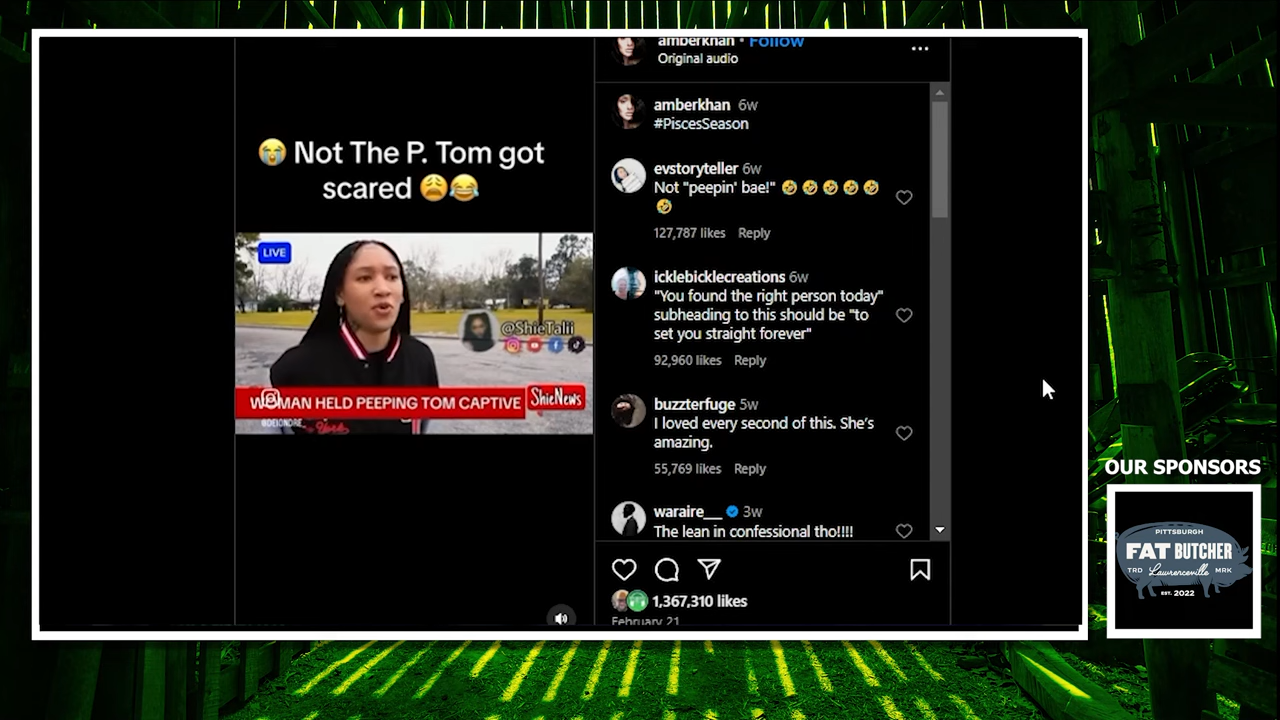 amberkhan • Follow
Original audio
amberkhan 6w
#PiscesSeason
😭 Not The P. Tom got
scared 😩😂
evstoryteller 6w
Not "peepin' bae!" 🤣 🤣 🤣 🤣 🤣
🤣
127,787 likes Reply
icklebicklecreations 6w
"You found the right person today"
subheading to this should be "to
set you straight forever"
92,960 likes Reply
LIVE
@ShieTalii
WOMAN HELD PEEPING TOM CAPTIVE
ShieNews
@DEIONDRE_
York
buzzterfuge 5w
I loved every second of this. She's
amazing.
55,769 likes Reply
waraire__ 3w
The lean in confessional tho!!!!
1,367,310 likes
February 21
OUR SPONSORS
PITTSBURGH
FAT BUTCHER
TRD Lawrenceville MRK
EST. 2022